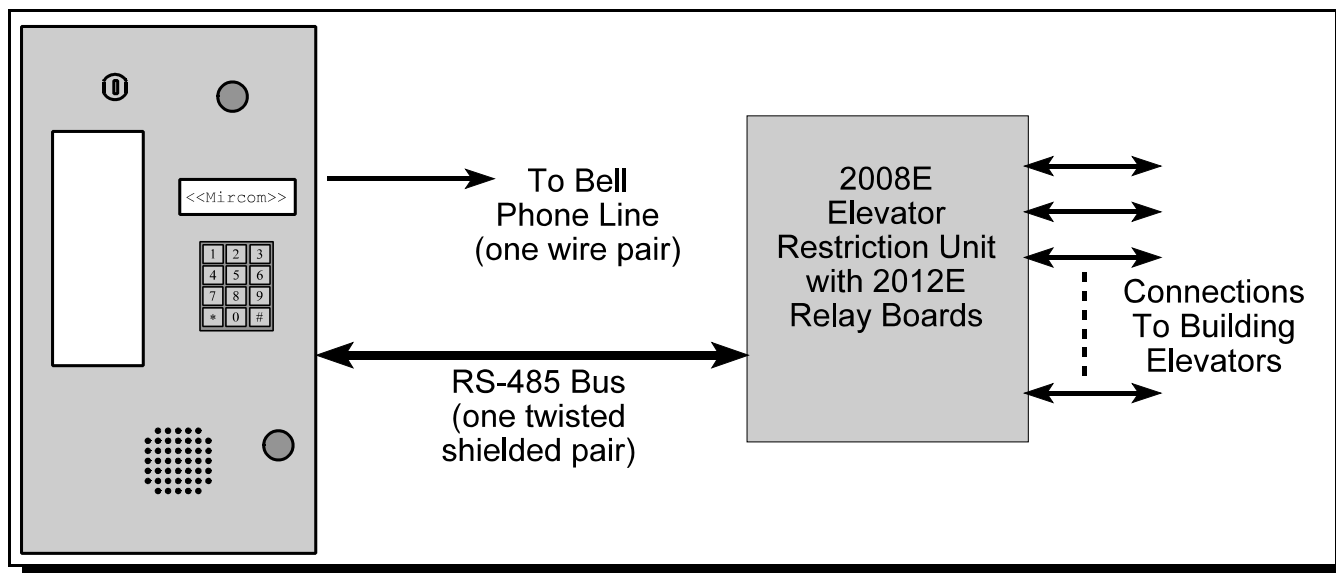 <<Mircom>>
1 2 3
4 5 6
7 8 9
* 0 #
To Bell
Phone Line
(one wire pair)
RS-485 Bus
(one twisted
shielded pair)
2008E
Elevator
Restriction Unit
with 2012E
Relay Boards
Connections
To Building
Elevators